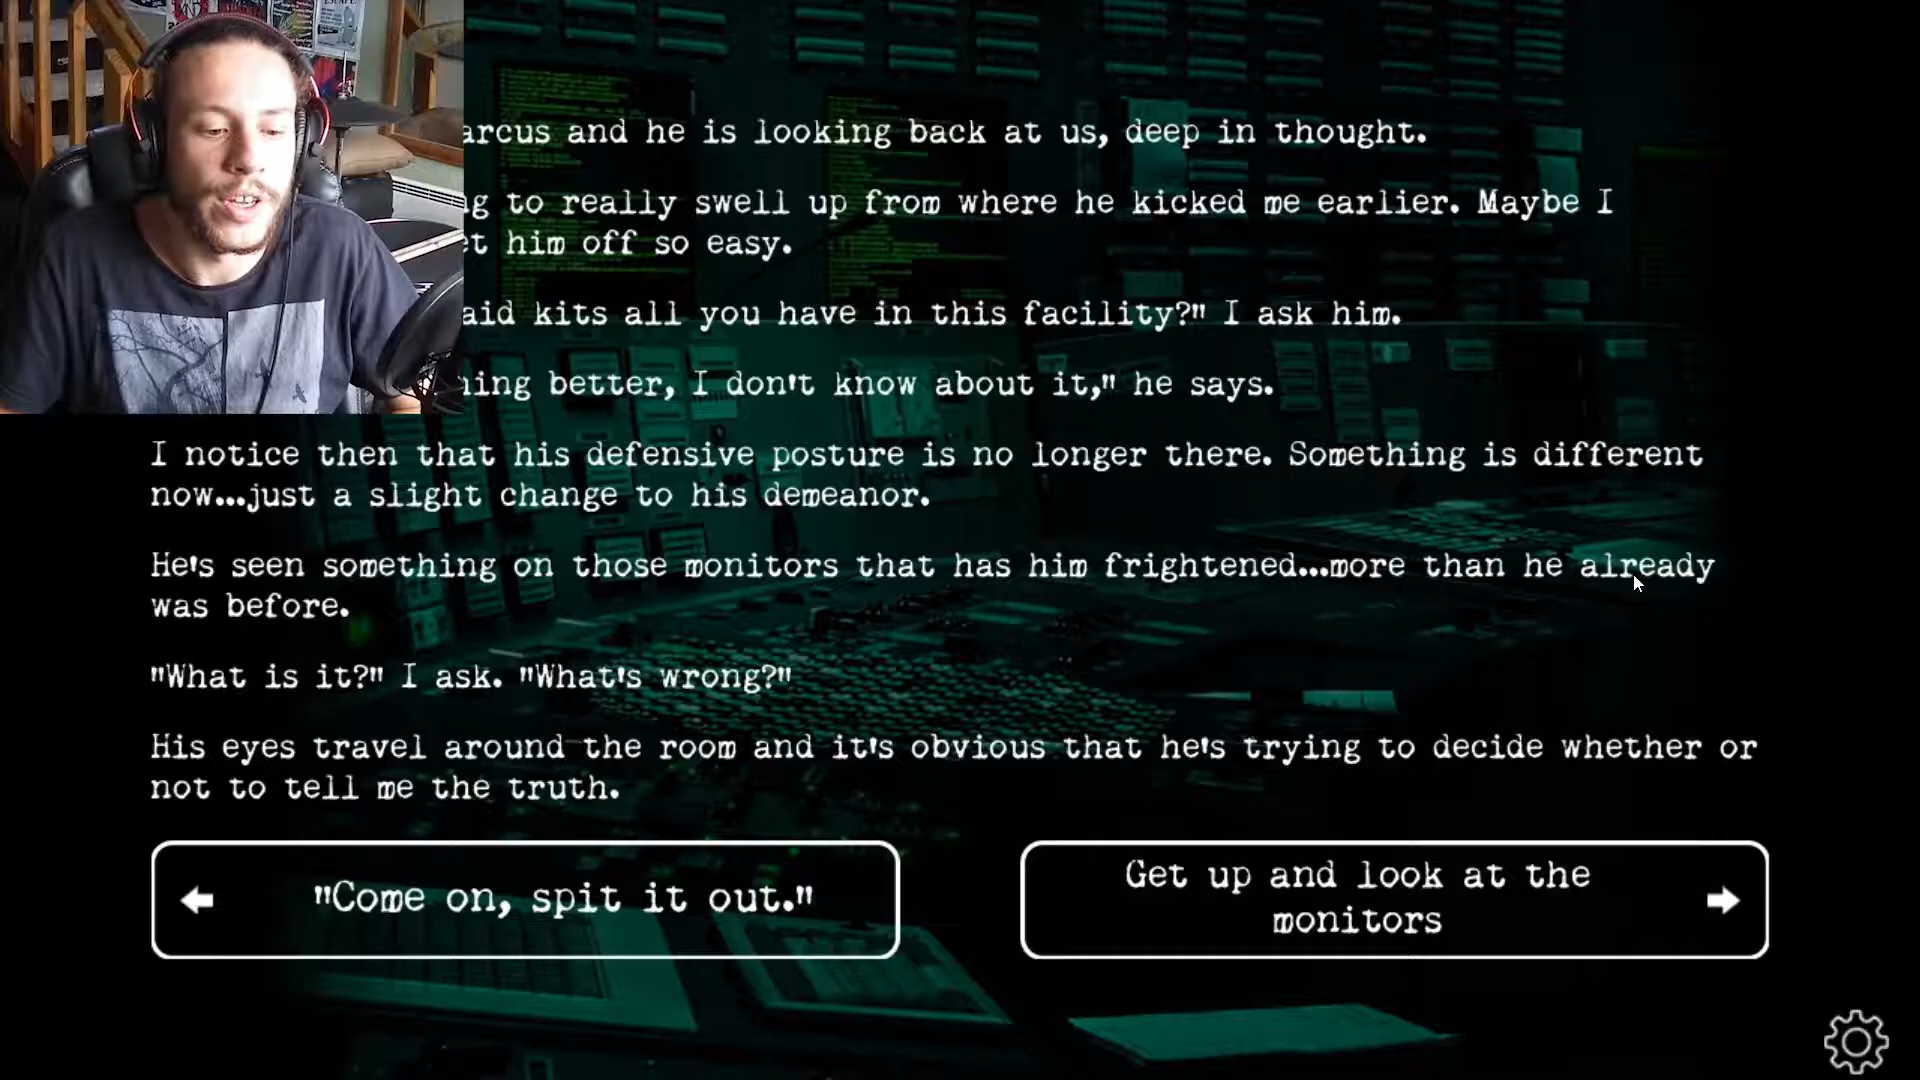 arcus and he is looking back at us, deep in thought.
to really swell up from where he kicked me earlier. Maybe I
him off so easy.
aid kits all you have in this facility?" I ask him.
hing better, I don't know about it," he says.
I notice then that his defensive posture is no longer there. Something is different
now...just a slight change to his demeanor.
He's seen something on those monitors that has him frightened...more than he already
was before.
"What is it?" I ask. "What's wrong?"
His eyes travel around the room and it's obvious that he's trying to decide whether or
not to tell me the truth.
"Come on, spit it out."
Get up and look at the
monitors